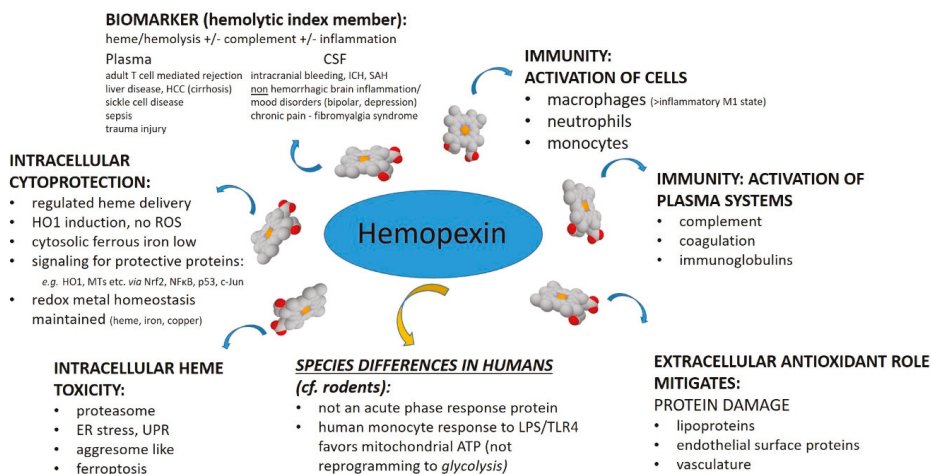 BIOMARKER (hemolytic index member):
heme/hemolysis +/- complement +/- inflammation
Plasma
adult T cell mediated rejection
liver disease, HCC (cirrhosis)
sickle cell disease
sepsis
trauma injury
CSF
intracranial bleeding, ICH, SAH
non hemorrhagic brain inflammation/
mood disorders (bipolar, depression)
chronic pain - fibromyalgia syndrome
IMMUNITY:
ACTIVATION OF CELLS
• macrophages (>inflammatory M1 state)
• neutrophils
• monocytes
INTRACELLULAR
CYTOPROTECTION:
• regulated heme delivery
• HO1 induction, no ROS
• cytosolic ferrous iron low
• signaling for protective proteins:
e.g. HO1, MTs etc. via Nrf2, NFкB, p53, c-Jun
• redox metal homeostasis
maintained (heme, iron, copper)
Hemopexin
IMMUNITY: ACTIVATION OF
PLASMA SYSTEMS
• complement
• coagulation
• immunoglobulins
INTRACELLULAR HEME
TOXICITY:
• proteasome
• ER stress, UPR
• aggresome like
• ferroptosis
SPECIES DIFFERENCES IN HUMANS
(cf. rodents):
• not an acute phase response protein
• human monocyte response to LPS/TLR4
favors mitochondrial ATP (not
reprogramming to glycolysis)
EXTRACELLULAR ANTIOXIDANT ROLE
MITIGATES:
PROTEIN DAMAGE
• lipoproteins
• endothelial surface proteins
• vasculature